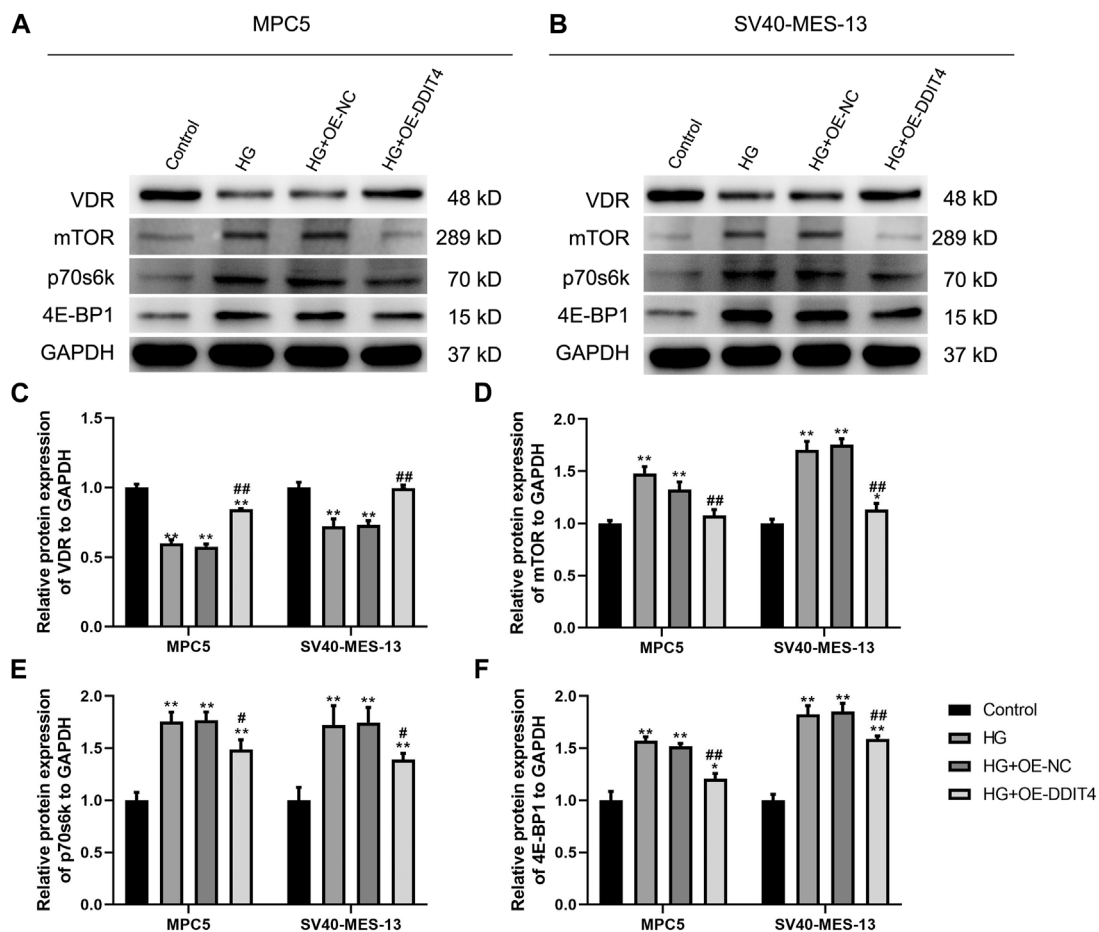 A
MPC5
B
SV40-MES-13
Control
HG
HG+OE-NC
HG+OE-DDIT4
Control
HG
HG+OE-NC
HG+OE-DDIT4
VDR
48 kD
mTOR
289 kD
p70s6k
70 kD
4E-BP1
15 kD
GAPDH
37 kD
VDR
48 kD
mTOR
289 kD
p70s6k
70 kD
4E-BP1
15 kD
GAPDH
37 kD
C
Relative protein expression
of VDR to GAPDH
1.5
1.0
0.5
0.0
**
**
##
**
**
**
##
MPC5
SV40-MES-13
D
Relative protein expression
of mTOR to GAPDH
2.0
1.5
1.0
0.5
0.0
**
**
##
**
**
##
*
MPC5
SV40-MES-13
E
Relative protein expression
of p70s6k to GAPDH
2.0
1.5
1.0
0.5
0.0
**
**
#
**
**
**
#
**
MPC5
SV40-MES-13
F
Relative protein expression
of 4E-BP1 to GAPDH
2.0
1.5
1.0
0.5
0.0
**
**
##
*
**
**
##
**
MPC5
SV40-MES-13
Control
HG
HG+OE-NC
HG+OE-DDIT4